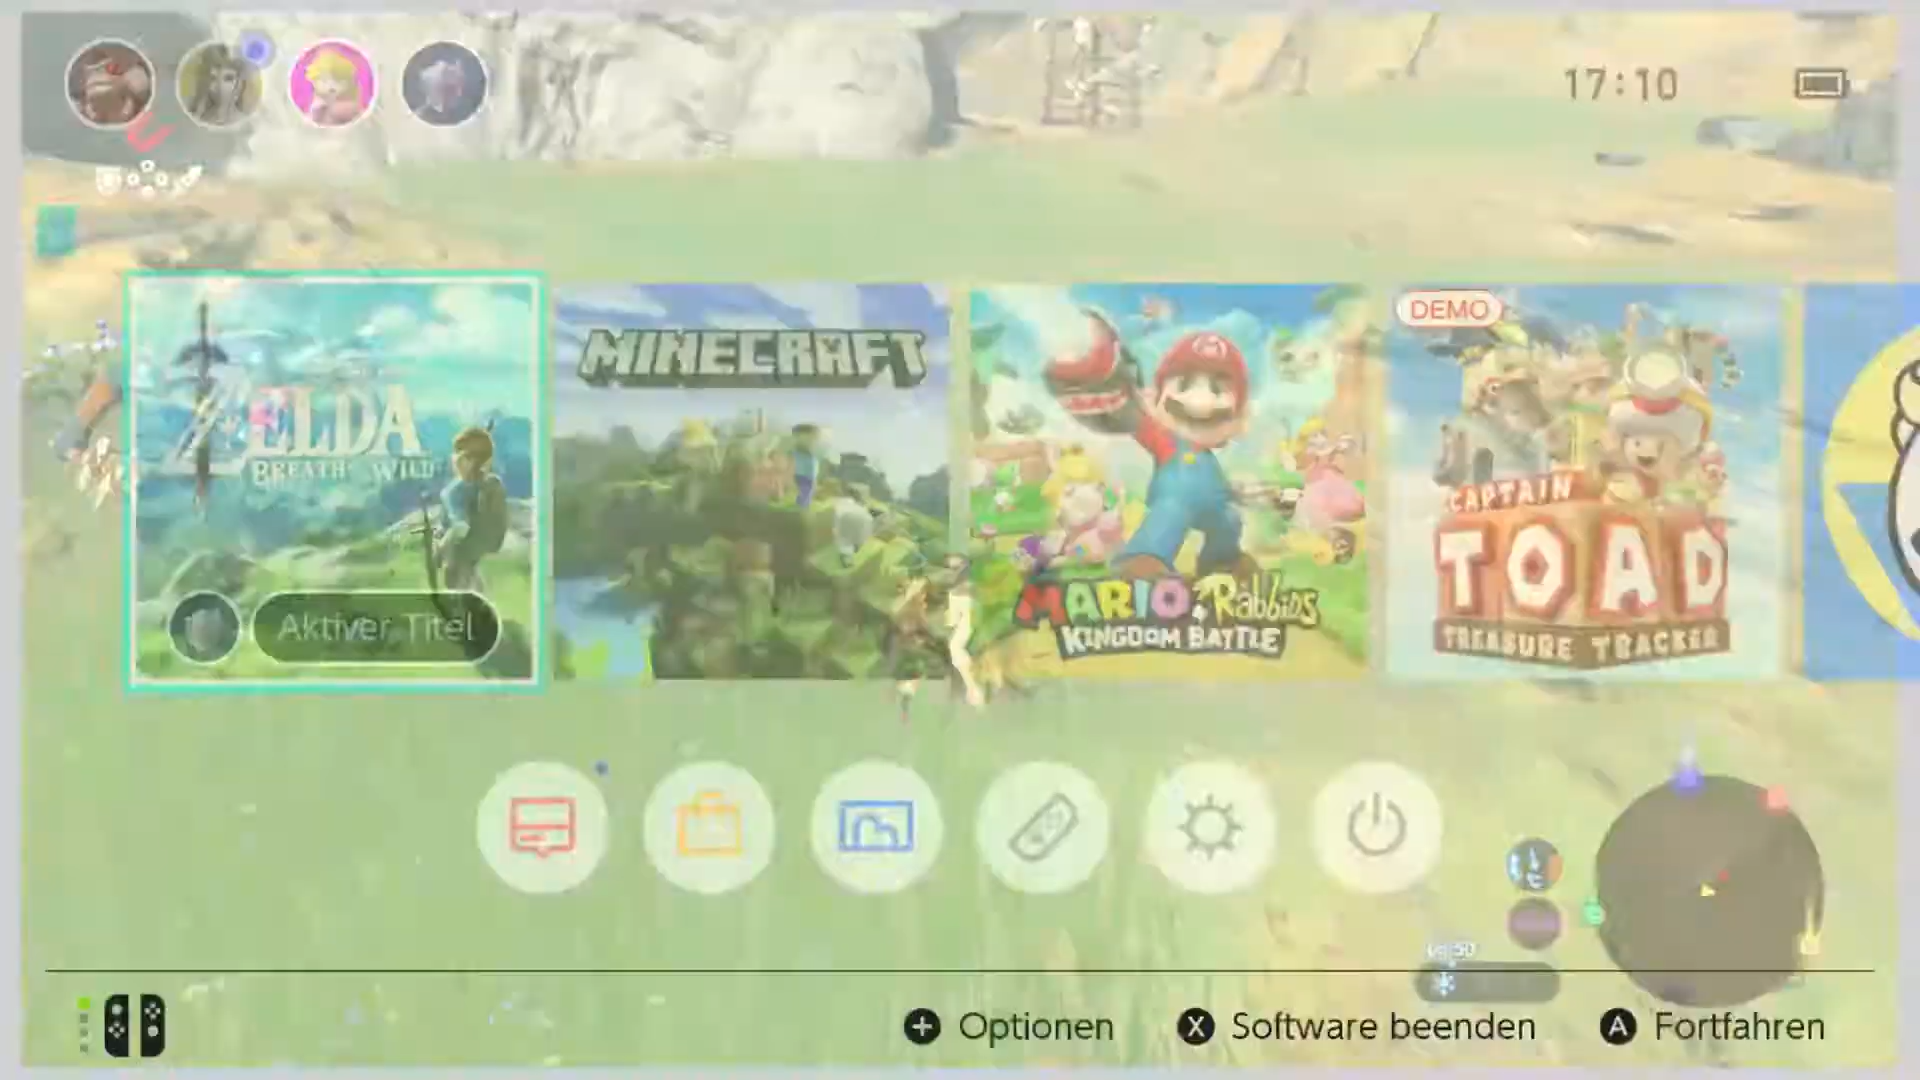 17:10
DEMO
ZELDA
BREATH WILD
Aktiver Titel
MINECRAFT
MARIO Rabbids
KINGDOM BATTLE
CAPTAIN
TOAD
TREASURE TRACKER
+ Optionen
X Software beenden
A Fortfahren